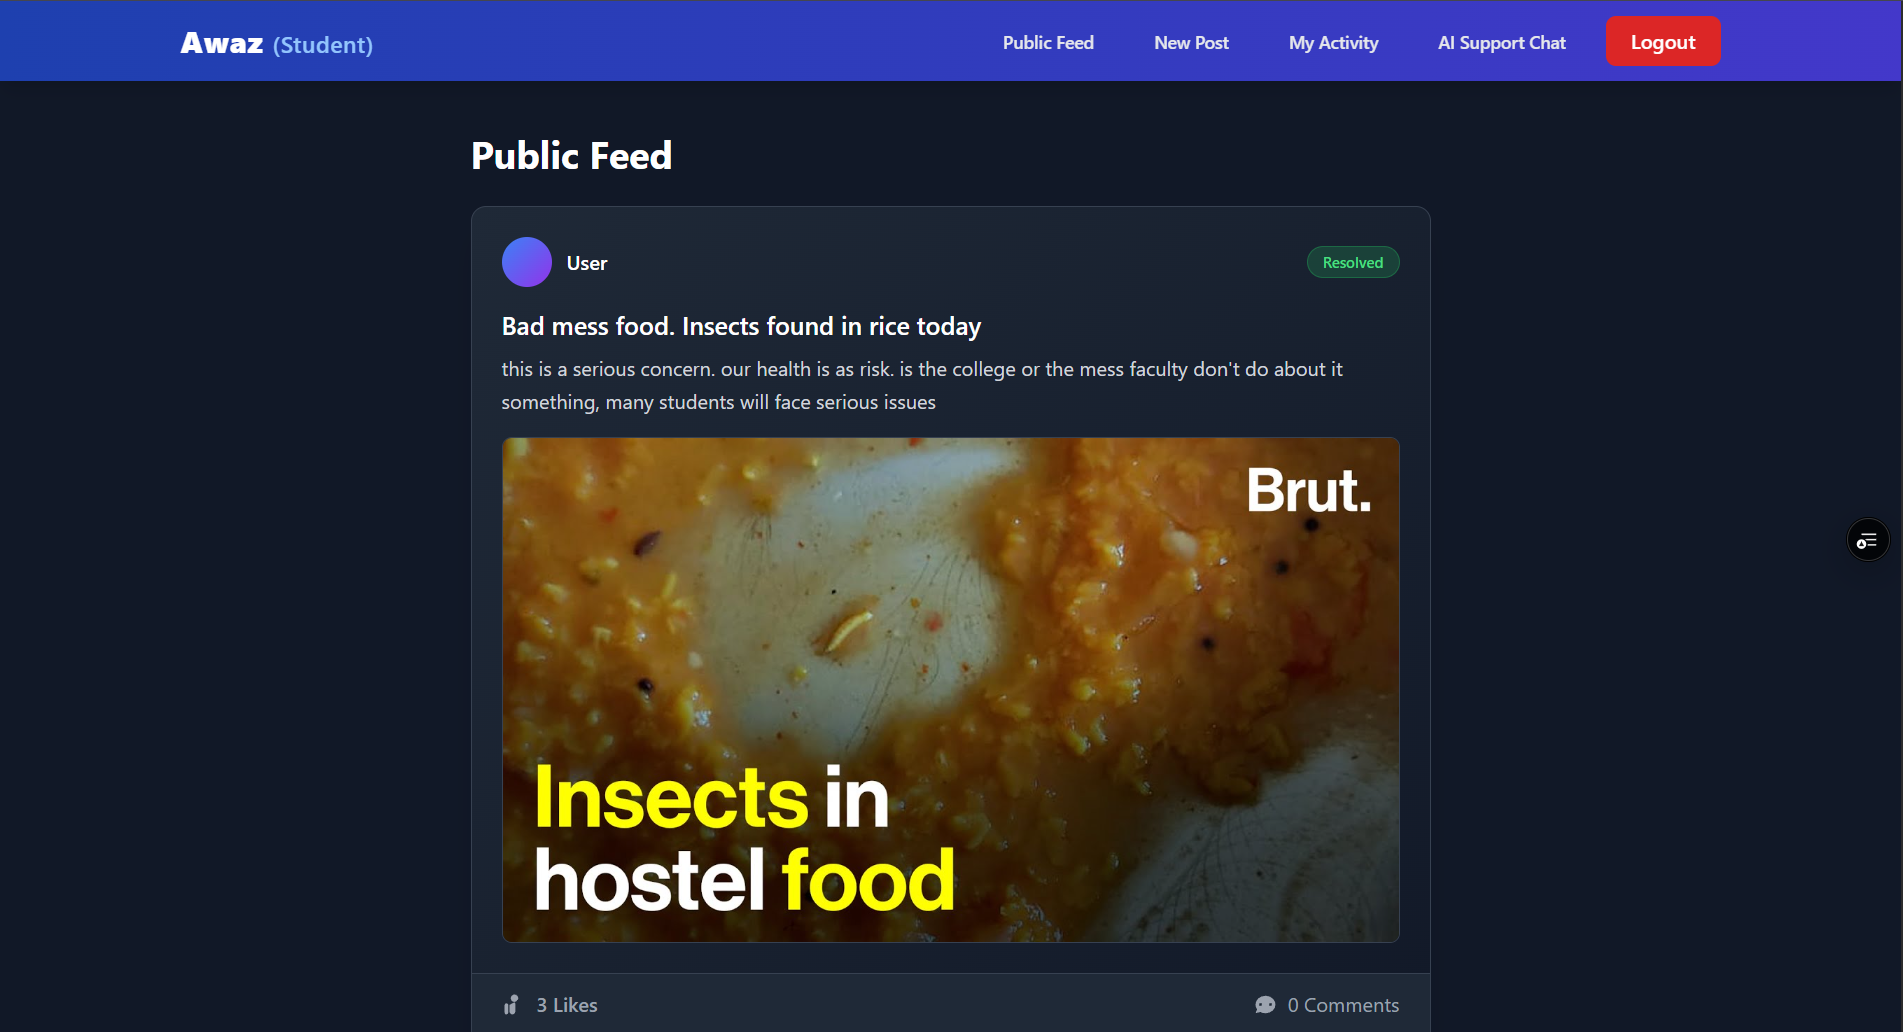 Awaz (Student)
Public Feed
New Post
My Activity
AI Support Chat
Logout
Public Feed
User
Resolved
Bad mess food. Insects found in rice today
this is a serious concern. our health is as risk. is the college or the mess faculty don't do about it
something, many students will face serious issues
Brut.
Insects in
hostel food
3 Likes
0 Comments